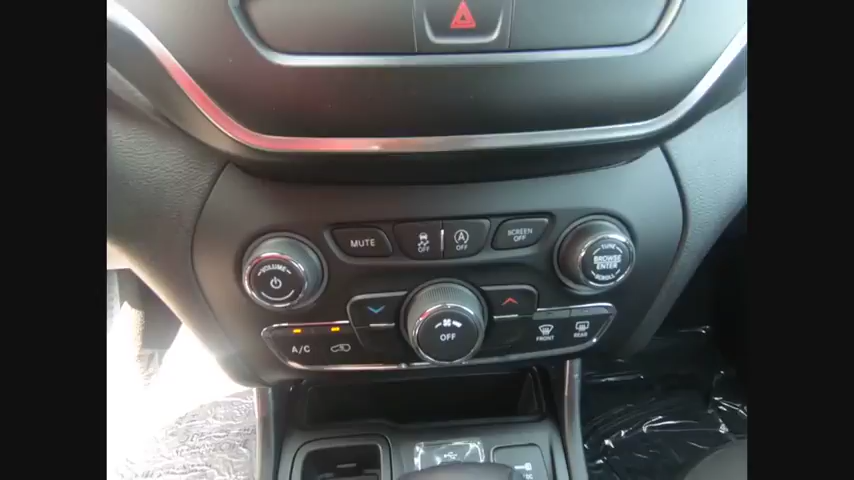 MUTE
OFF
A
OFF
SCREEN
OFF
VOLUME
TUNE
BROWSE
ENTER
SCROLL
OFF
A/C
FRONT
REAR